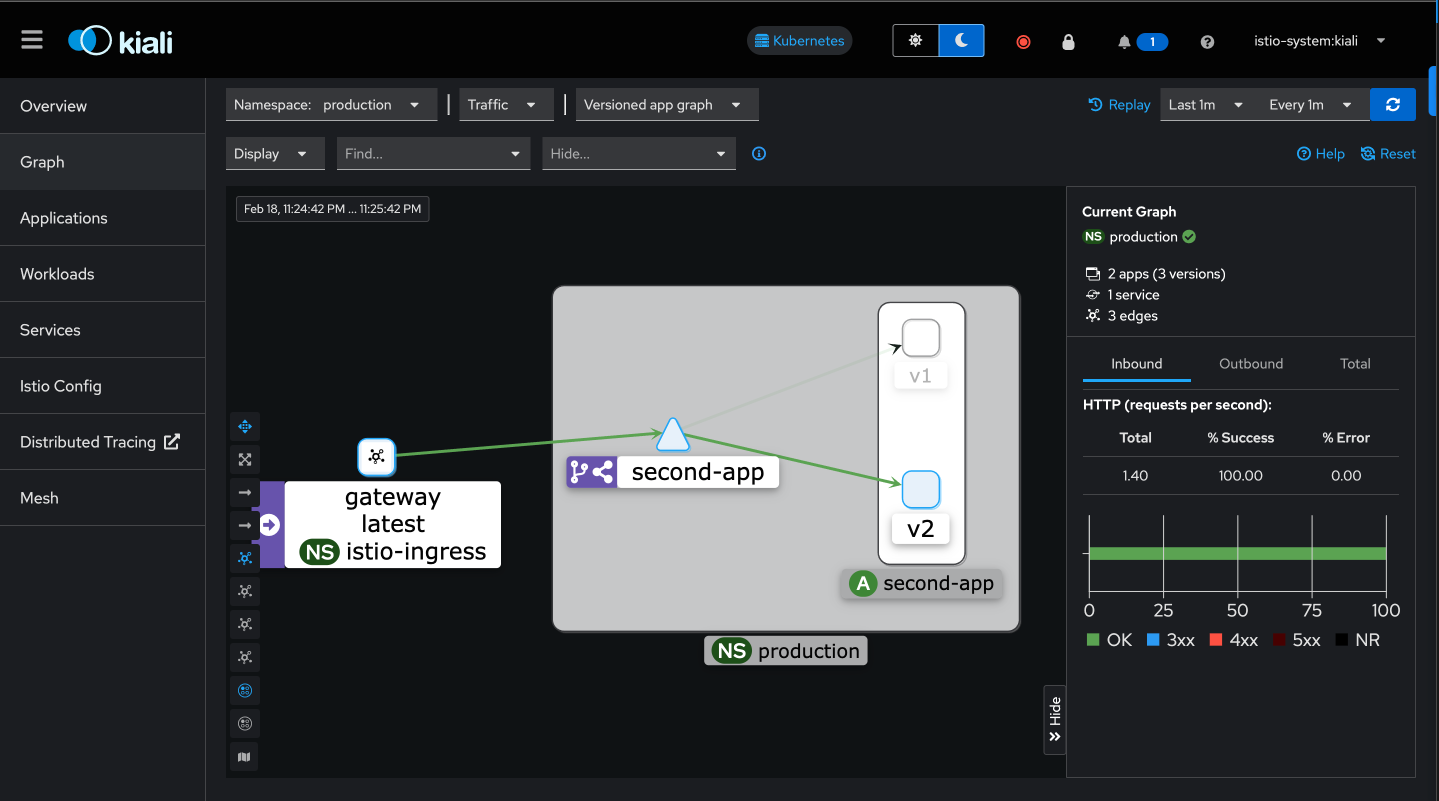 kiali
Kubernetes
1
istio-system:kiali
Overview
Graph
Applications
Workloads
Services
Istio Config
Distributed Tracing
Mesh
Namespace: production
Traffic
Versioned app graph
Replay
Last 1m
Every 1m
Display
Find...
Hide...
Help
Reset
Feb 18, 11:24:42 PM ... 11:25:42 PM
v1
second-app
gateway
latest
NS istio-ingress
v2
A second-app
NS production
Hide
Current Graph
NS production
2 apps (3 versions)
1 service
3 edges
Inbound Outbound Total
HTTP (requests per second):
Total % Success % Error
1.40 100.00 0.00
0 25 50 75 100
OK 3xx 4xx 5xx NR